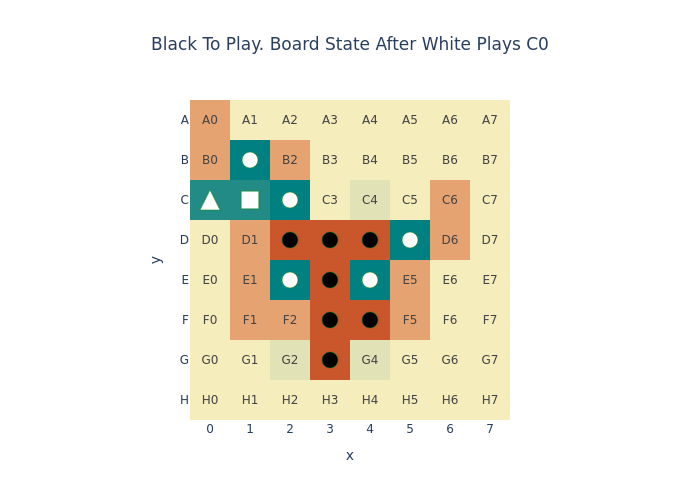 Black To Play. Board State After White Plays C0
A A0 A1 A2 A3 A4 A5 A6 A7
B B0 B2 B3 B4 B5 B6 B7
C C3 C4 C5 C6 C7
y
D D0 D1 D6 D7
E E0 E1 E5 E6 E7
F F0 F1 F2 F5 F6 F7
G G0 G1 G2 G4 G5 G6 G7
H H0 H1 H2 H3 H4 H5 H6 H7
0 1 2 3 4 5 6 7
x